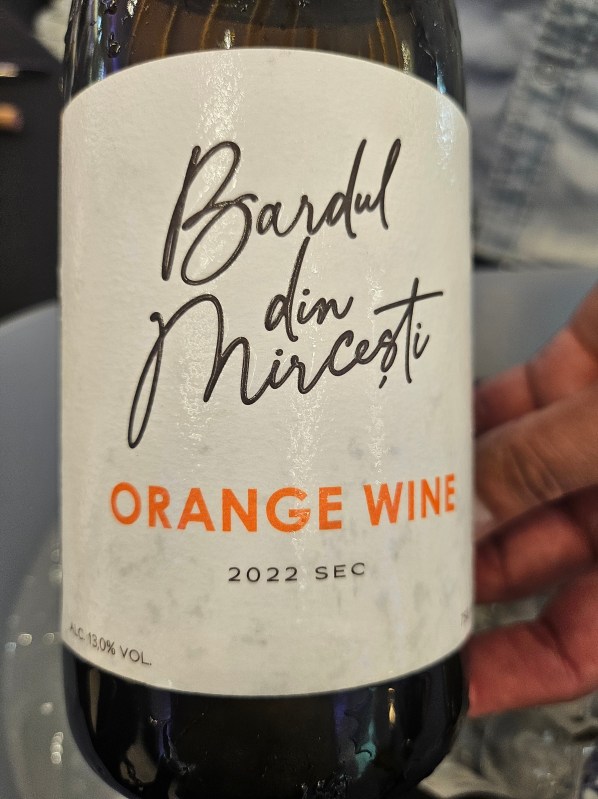 Bardul
din
Mircești
ORANGE WINE
2022 SEC
ALC. 13,0% VOL.